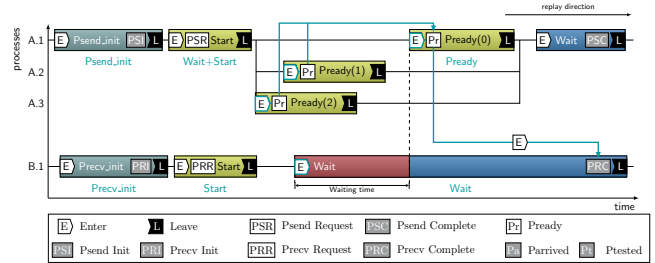 replay direction
processes
A.1 E Psend_init PSI L E PSR Start L E Pr Pready(0) L E Wait PSC L
Psend_init Wait+Start Pready
A.2 E Pr Pready(1) L
A.3 E Pr Pready(2) L
E
B.1 E Precv_init PRI L E PRR Start L E Wait PRC L
Precv_init Start Waiting time Wait
time
E Enter L Leave PSR Psend Request PSC Psend Complete Pr Pready
PSI Psend Init PRI Precv Init PRR Precv Request PRC Precv Complete Pa Parrived Pt Ptested